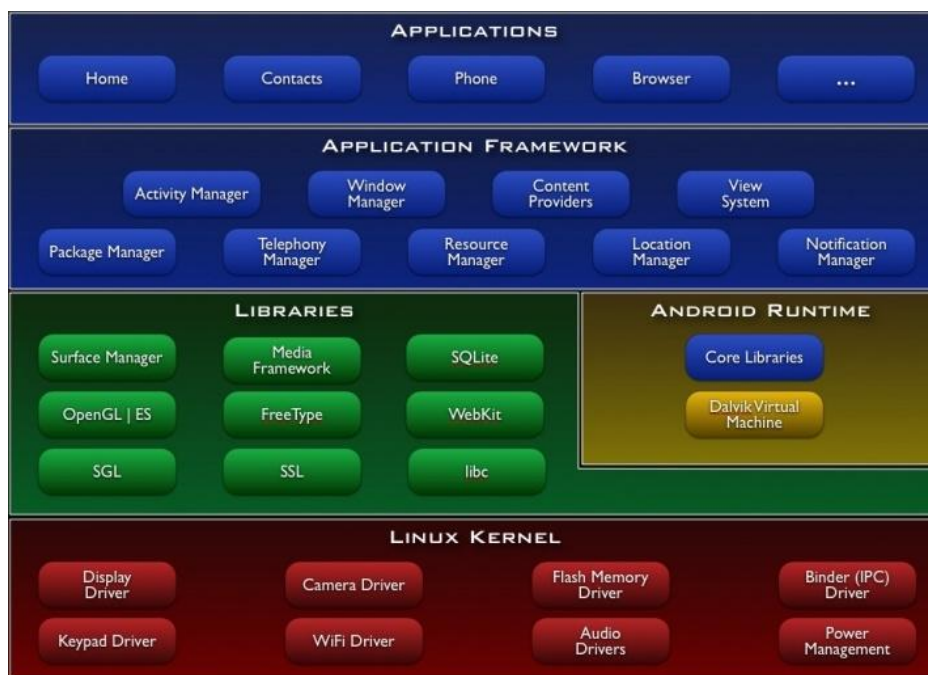 APPLICATIONS
Home
Contacts
Phone
Browser
...
APPLICATION FRAMEWORK
Activity Manager
Window
Manager
Content
Providers
View
System
Package Manager
Telephony
Manager
Resource
Manager
Location
Manager
Notification
Manager
LIBRARIES
Surface Manager
Media
Framework
SQLite
OpenGL | ES
FreeType
WebKit
SGL
SSL
libc
ANDROID RUNTIME
Core Libraries
Dalvik Virtual
Machine
LINUX KERNEL
Display
Driver
Camera Driver
Flash Memory
Driver
Binder (IPC)
Driver
Keypad Driver
WiFi Driver
Audio
Drivers
Power
Management